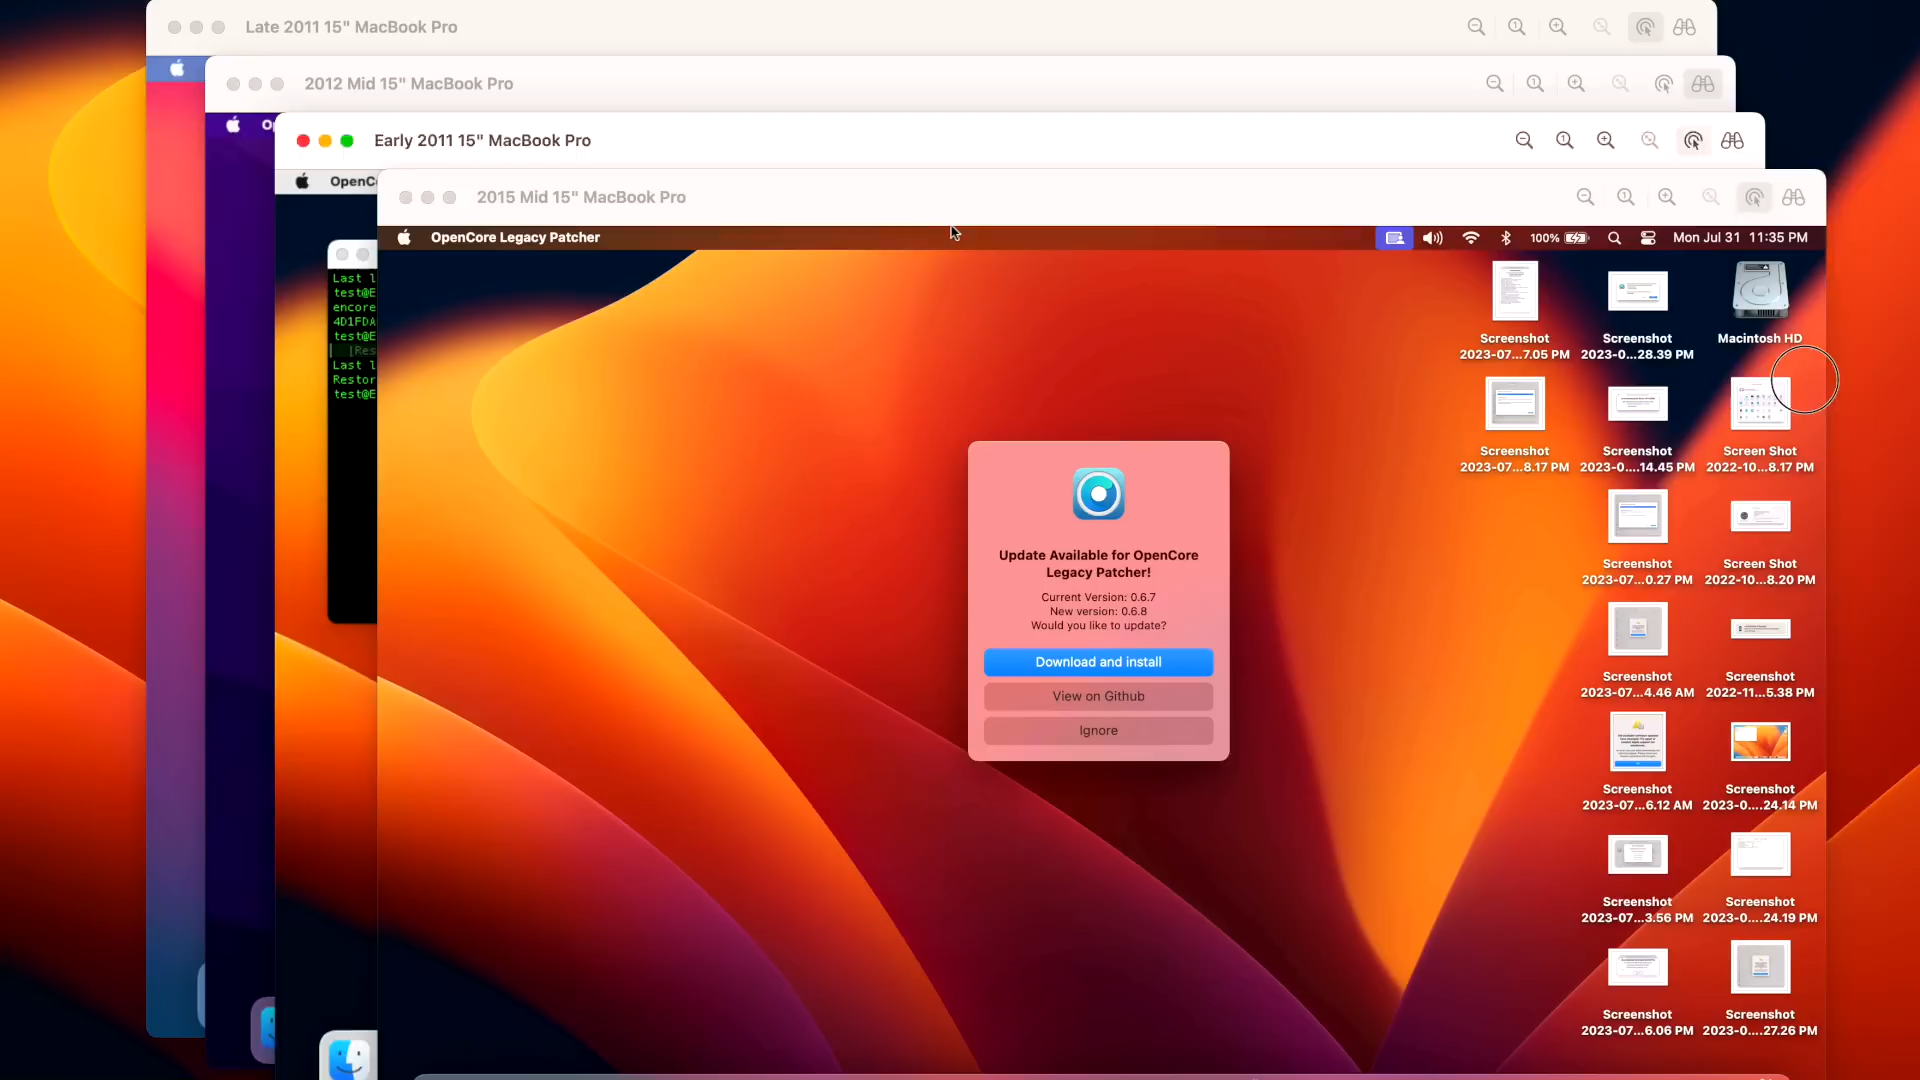 Late 2011 15" MacBook Pro
2012 Mid 15" MacBook Pro
Early 2011 15" MacBook Pro
OpenC
2015 Mid 15" MacBook Pro
OpenCore Legacy Patcher
100%
Mon Jul 31 11:35 PM
Last l
test@E
encore
4D1FDA
test@E
[Res
Last l
Restor
test@E
Screenshot
2023-07...7.05 PM
Screenshot
2023-0...28.39 PM
Macintosh HD
Screenshot
2023-07...8.17 PM
Screenshot
2023-0....14.45 PM
Screen Shot
2022-10...8.17 PM
Screenshot
2023-07...0.27 PM
Screen Shot
2022-10...8.20 PM
Screenshot
2023-07...4.46 AM
Screenshot
2022-11...5.38 PM
Screenshot
2023-07...6.12 AM
Screenshot
2023-0....24.14 PM
Screenshot
2023-07...3.56 PM
Screenshot
2023-0....24.19 PM
Screenshot
2023-07...6.06 PM
Screenshot
2023-0....27.26 PM
Update Available for OpenCore
Legacy Patcher!
Current Version: 0.6.7
New version: 0.6.8
Would you like to update?
Download and install
View on Github
Ignore